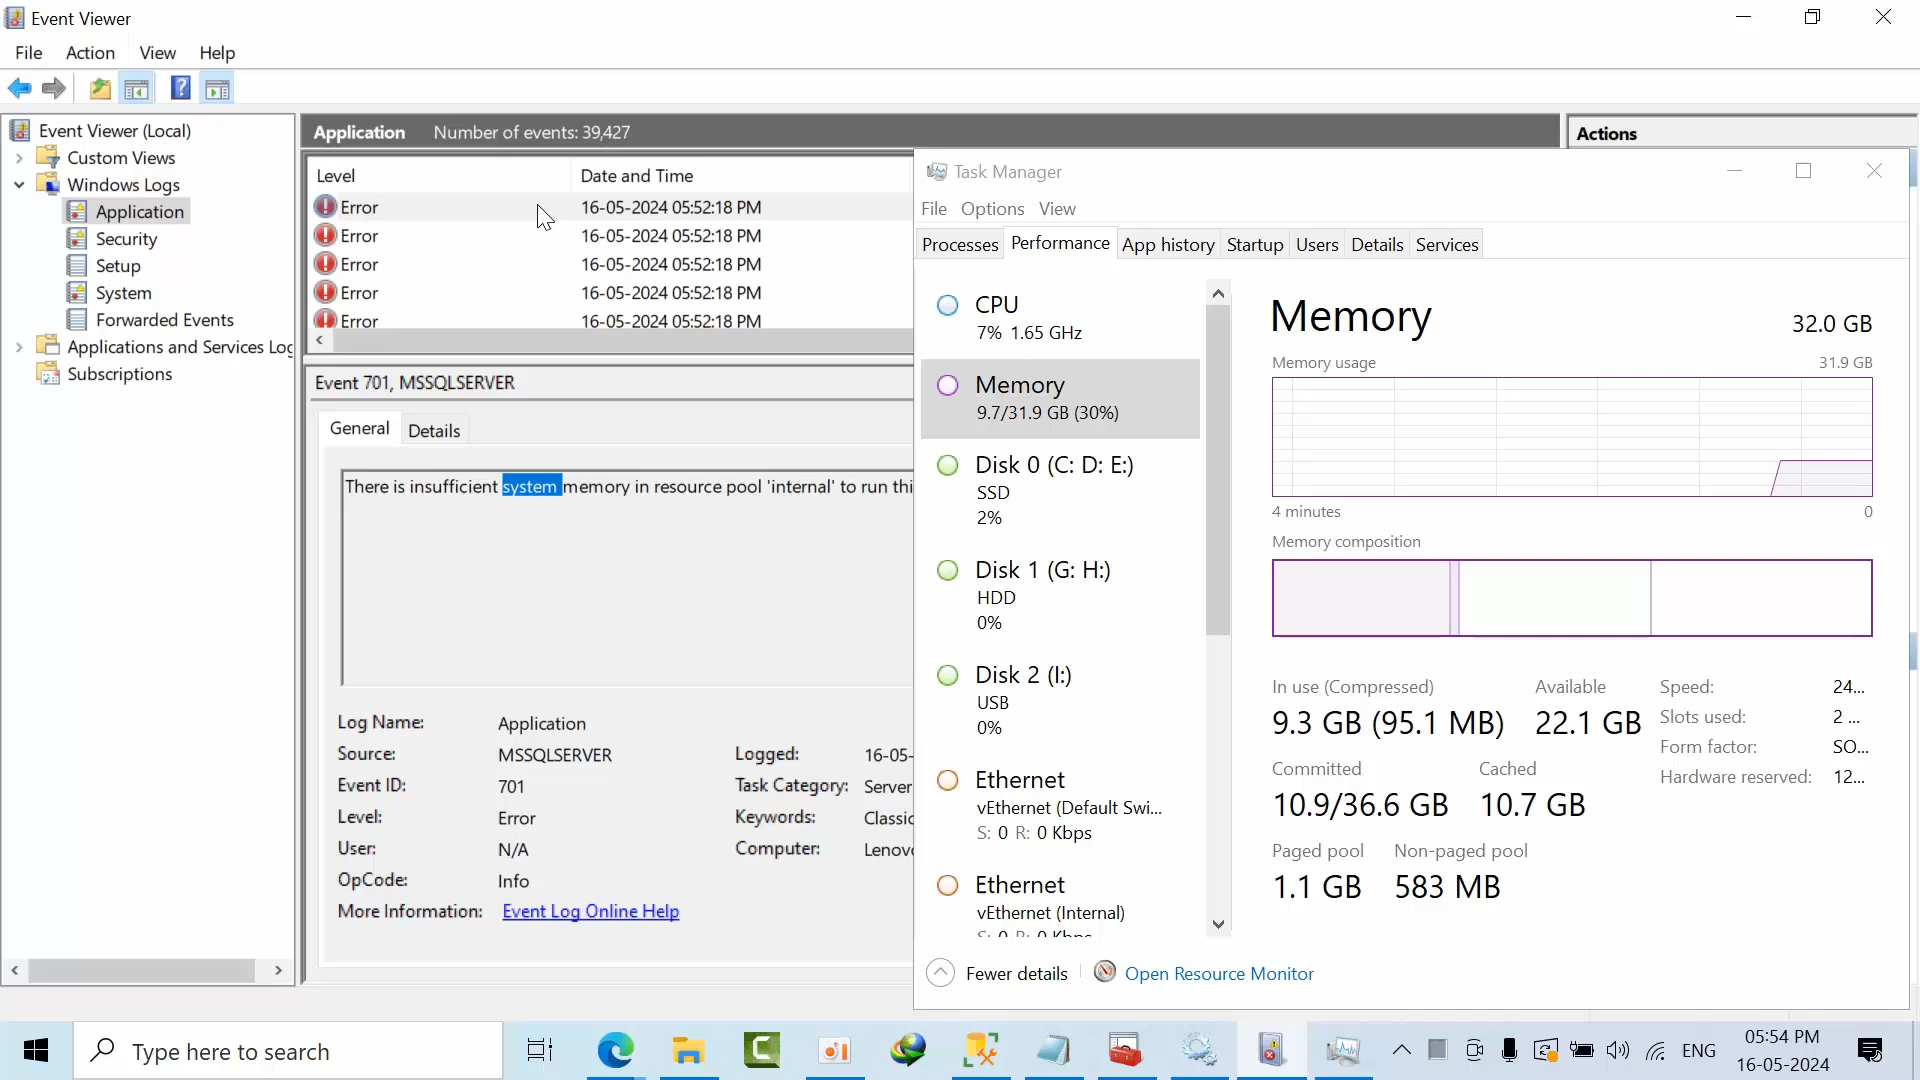 Event Viewer
File Action View Help
Event Viewer (Local)
Custom Views
Windows Logs
Application
Security
Setup
System
Forwarded Events
Applications and Services Log
Subscriptions
Application Number of events: 39,427
Level Date and Time
Error 16-05-2024 05:52:18 PM
Error 16-05-2024 05:52:18 PM
Error 16-05-2024 05:52:18 PM
Error 16-05-2024 05:52:18 PM
Error 16-05-2024 05:52:18 PM
Event 701, MSSQLSERVER
General Details
There is insufficient system memory in resource pool 'internal' to run thi
Log Name: Application
Source: MSSQLSERVER Logged: 16-05-
Event ID: 701 Task Category: Server
Level: Error Keywords: Classic
User: N/A Computer: Lenovo
OpCode: Info
More Information: Event Log Online Help
Actions
Task Manager
File Options View
Processes Performance App history Startup Users Details Services
CPU
7% 1.65 GHz
Memory
9.7/31.9 GB (30%)
Disk 0 (C: D: E:)
SSD
2%
Disk 1 (G: H:)
HDD
0%
Disk 2 (I:)
USB
0%
Ethernet
vEthernet (Default Swi...
S: 0 R: 0 Kbps
Ethernet
vEthernet (Internal)
S: 0 R: 0 Kbps
Memory 32.0 GB
Memory usage 31.9 GB
4 minutes 0
Memory composition
In use (Compressed) Available
9.3 GB (95.1 MB) 22.1 GB
Committed Cached
10.9/36.6 GB 10.7 GB
Paged pool Non-paged pool
1.1 GB 583 MB
Speed: 24...
Slots used: 2 ...
Form factor: SO...
Hardware reserved: 12...
Fewer details Open Resource Monitor
Type here to search
ENG
05:54 PM
16-05-2024